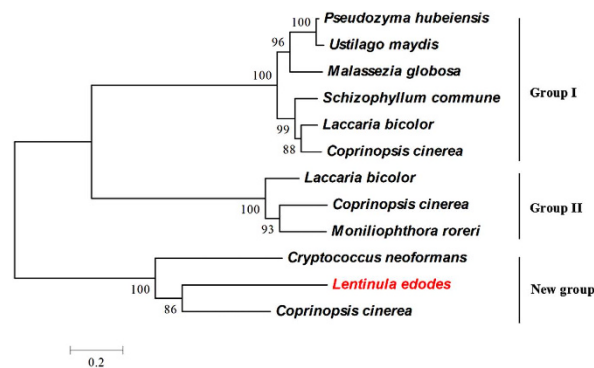 Pseudozyma hubeiensis
100
Ustilago maydis
96
Malassezia globosa
100
Group I
Schizophyllum commune
99
Laccaria bicolor
88
Coprinopsis cinerea
Laccaria bicolor
100
Coprinopsis cinerea
Group II
93
Moniliophthora roreri
Cryptococcus neoformans
100
Lentinula edodes
New group
86
Coprinopsis cinerea
0.2